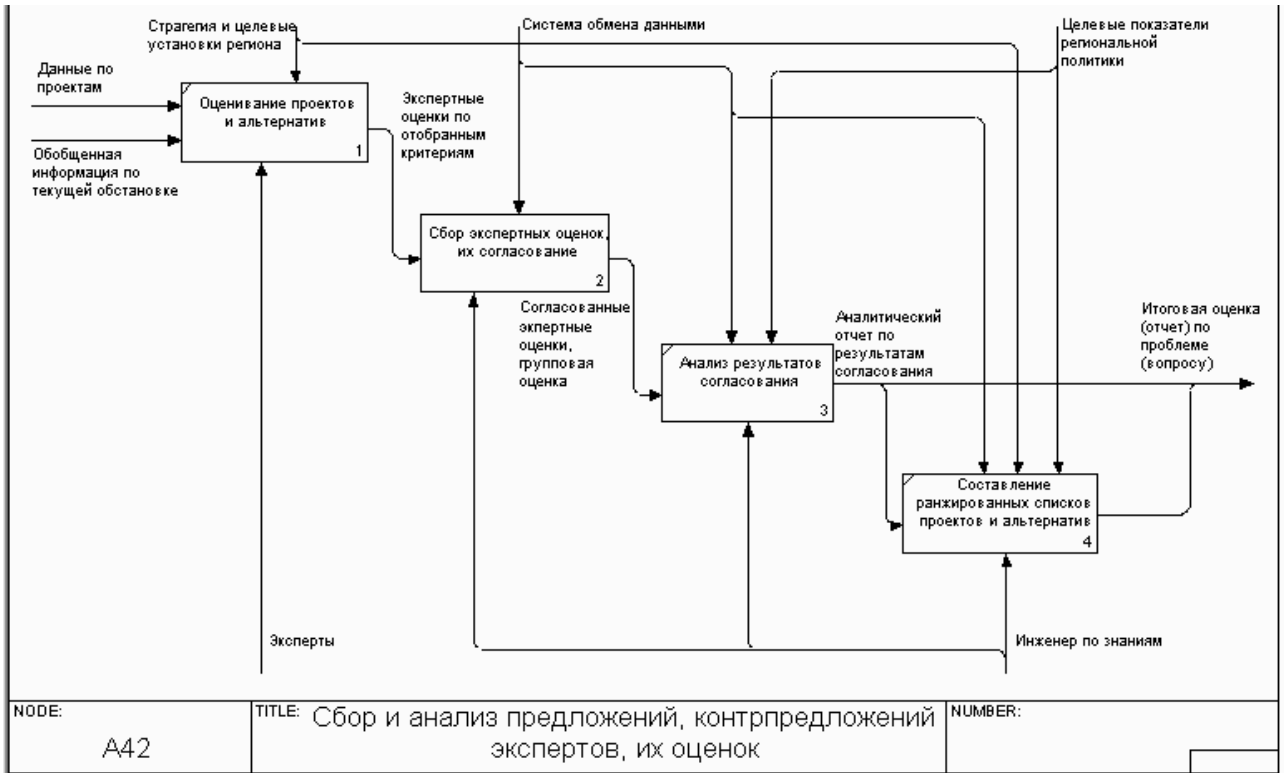 Стратегия и целевые
установки региона
Система обмена данными
Целевые показатели
региональной
политики
Данные по
проектам
Оценивание проектов
и альтернатив
1
Экспертные
оценки по
отобранным
критериям
Обобщенная
информация по
текущей обстановке
Сбор экспертных оценок,
их согласование
2
Согласованные
экпертные
оценки,
групповая
оценка
Анализ результатов
согласования
3
Аналитический
отчет по
результатам
согласования
Итоговая оценка
(отчет) по
проблеме
(вопросу)
Составление
ранжированных списков
проектов и альтернатив
4
Эксперты
Инженер по знаниям
NODE:
A42
TITLE:
Сбор и анализ предложений, контрпредложений
экспертов, их оценок
NUMBER: